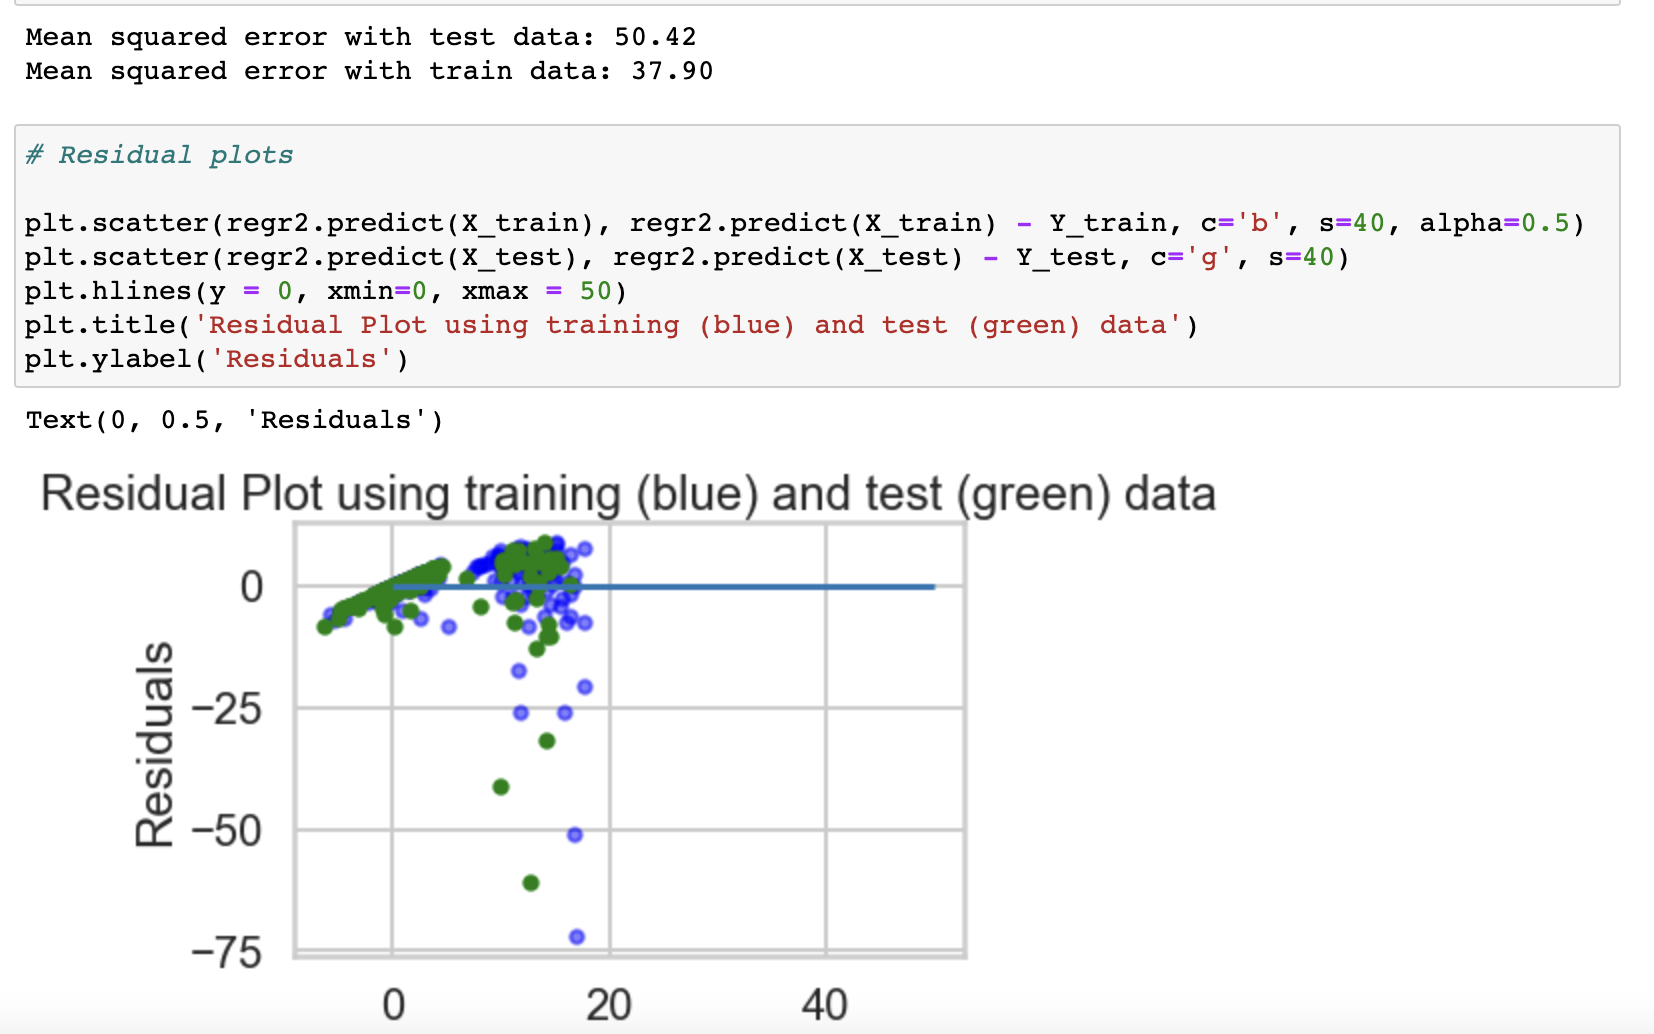 Mean squared error with test data: 50.42
Mean squared error with train data: 37.90
# Residual plots
plt.scatter(regr2.predict(X_train), regr2.predict(X_train) - Y_train, c='b', s=40, alpha=0.5)
plt.scatter(regr2.predict(X_test), regr2.predict(X_test) - Y_test, c='g', s=40)
plt.hlines(y = 0, xmin=0, xmax = 50)
plt.title('Residual Plot using training (blue) and test (green) data')
plt.ylabel('Residuals')
Text(0, 0.5, 'Residuals')
Residual Plot using training (blue) and test (green) data
Residuals
0
−25
−50
−75
0 20 40